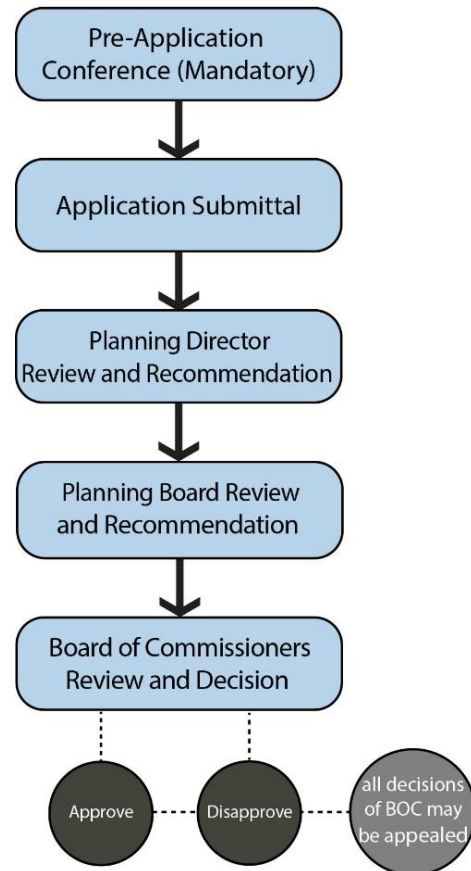 Pre-Application
Conference (Mandatory)
Application Submittal
Planning Director
Review and Recommendation
Planning Board Review
and Recommendation
Board of Commissioners
Review and Decision
Approve
Disapprove
all decisions
of BOC may
be appealed